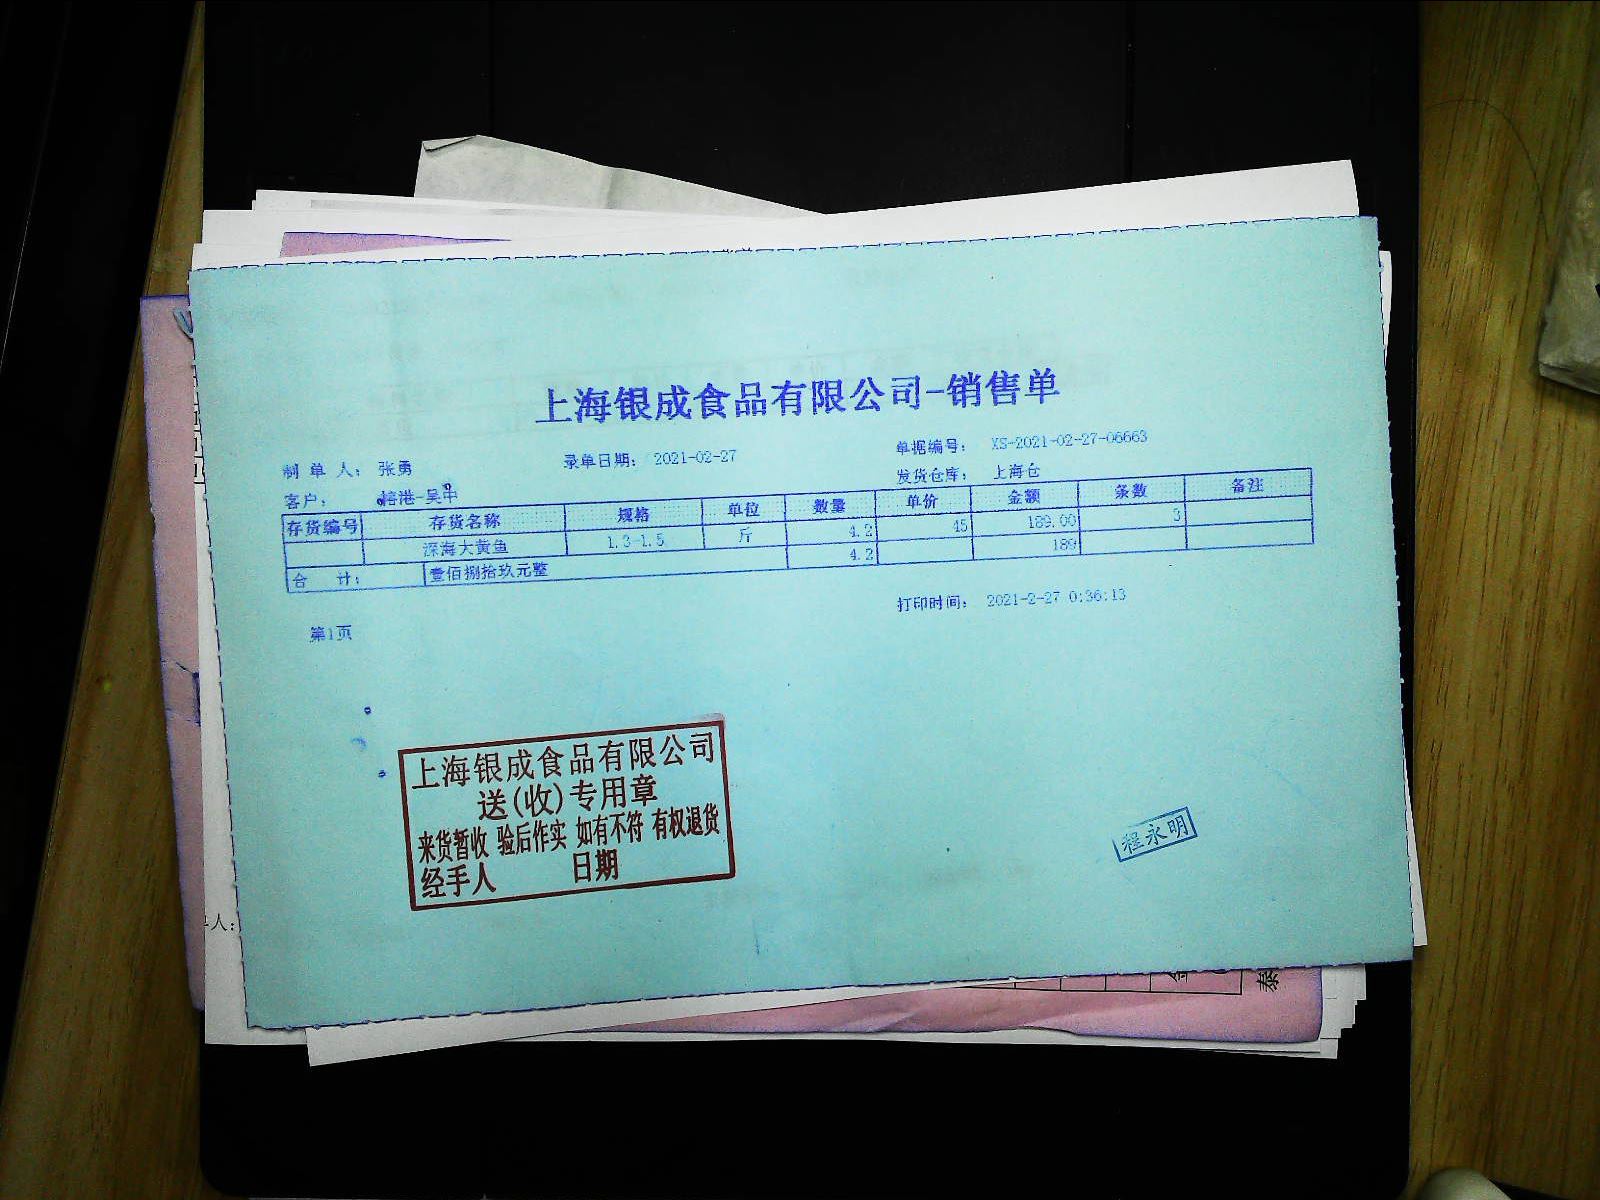 上海银成食品有限公司-销售单
制 单 人： 张勇 录单日期： 2021-02-27 单据编号： XS-2021-02-27-06663
客户： 榕港-吴中 发货仓库： 上海仓
存货编号 存货名称 规格 单位 数量 单价 金额 条数 备注
深海大黄鱼 1.3-1.5 斤 4.2 45 189.00 3
合 计： 壹佰捌拾玖元整 4.2 189
打印时间： 2021-2-27 0:36:13
第1页
上海银成食品有限公司
送(收)专用章
来货暂收 验后作实 如有不符 有权退货
经手人 日期
程永明
人:
泰